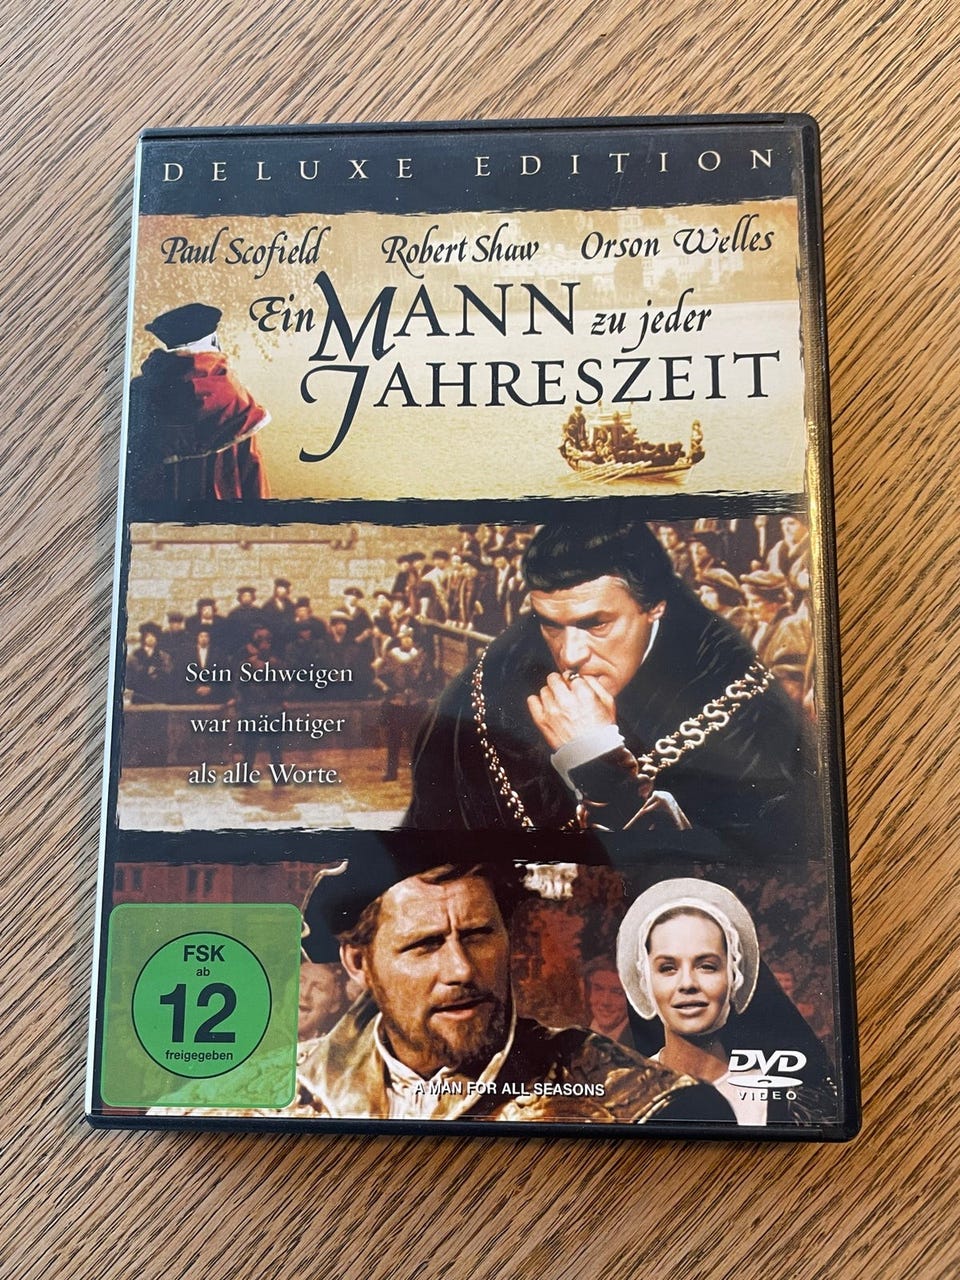 DELUXE EDITION
Paul Scofield Robert Shaw Orson Welles
Ein MANN zu jeder
JAHRESZEIT
Sein Schweigen
war mächtiger
als alle Worte.
FSK
ab
12
freigegeben
A MAN FOR ALL SEASONS
DVD
VIDEO